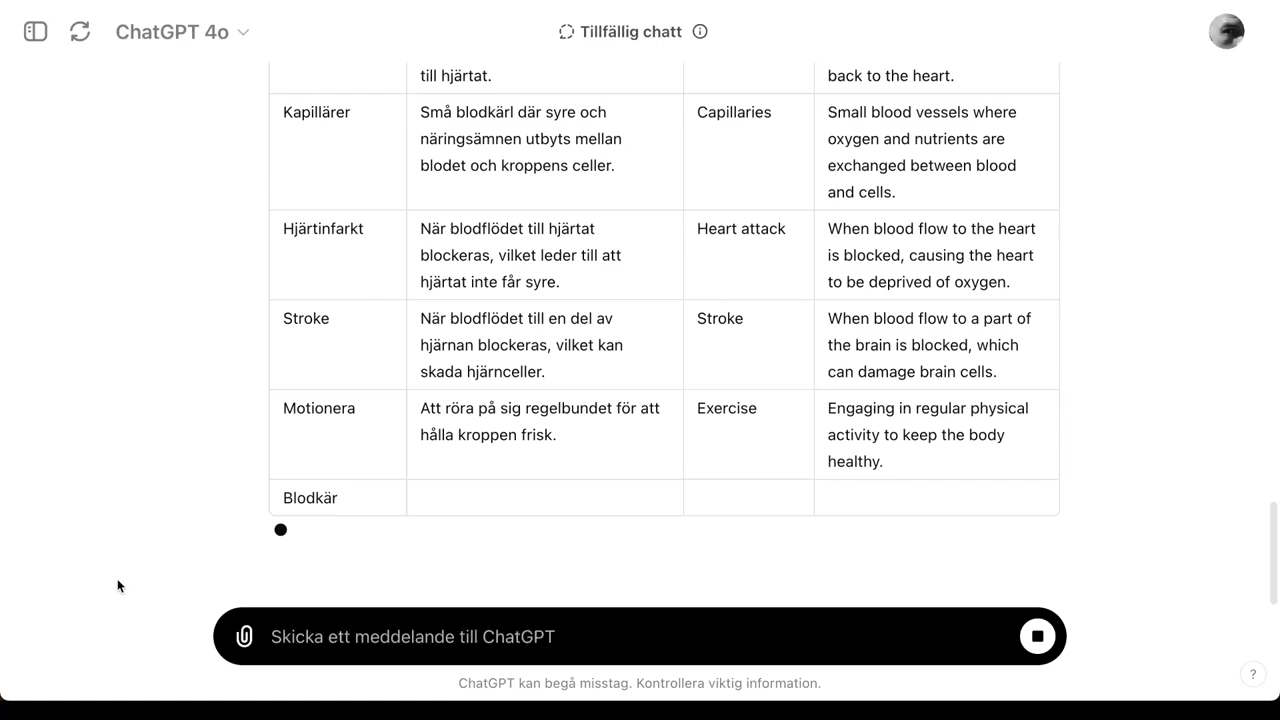 ChatGPT 4o
Tillfällig chatt
till hjärtat.
back to the heart.
Kapillärer
Små blodkärl där syre och
näringsämnen utbyts mellan
blodet och kroppens celler.
Capillaries
Small blood vessels where
oxygen and nutrients are
exchanged between blood
and cells.
Hjärtinfarkt
När blodflödet till hjärtat
blockeras, vilket leder till att
hjärtat inte får syre.
Heart attack
When blood flow to the heart
is blocked, causing the heart
to be deprived of oxygen.
Stroke
När blodflödet till en del av
hjärnan blockeras, vilket kan
skada hjärnceller.
Stroke
When blood flow to a part of
the brain is blocked, which
can damage brain cells.
Motionera
Att röra på sig regelbundet för att
hålla kroppen frisk.
Exercise
Engaging in regular physical
activity to keep the body
healthy.
Blodkär
Skicka ett meddelande till ChatGPT
ChatGPT kan begå misstag. Kontrollera viktig information.
?